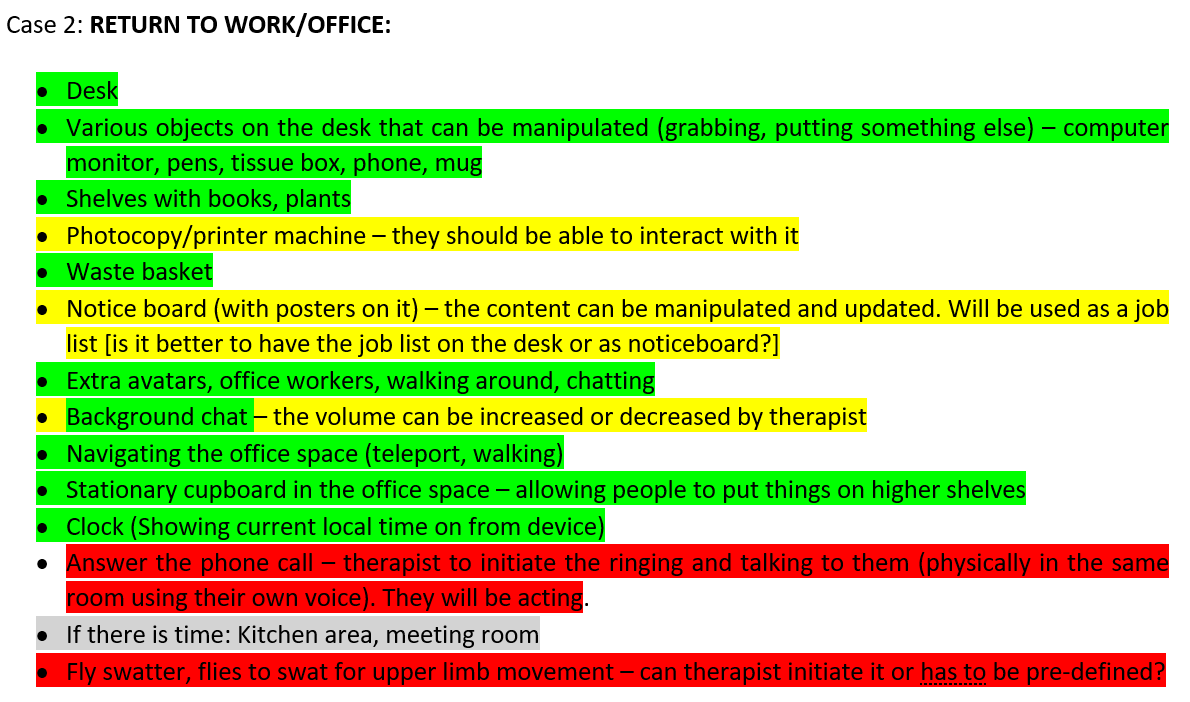 Case 2: RETURN TO WORK/OFFICE:
• Desk
• Various objects on the desk that can be manipulated (grabbing, putting something else) – computer
monitor, pens, tissue box, phone, mug
• Shelves with books, plants
• Photocopy/printer machine – they should be able to interact with it
• Waste basket
• Notice board (with posters on it) – the content can be manipulated and updated. Will be used as a job
list [is it better to have the job list on the desk or as noticeboard?]
• Extra avatars, office workers, walking around, chatting
• Background chat – the volume can be increased or decreased by therapist
• Navigating the office space (teleport, walking)
• Stationary cupboard in the office space – allowing people to put things on higher shelves
• Clock (Showing current local time on from device)
• Answer the phone call – therapist to initiate the ringing and talking to them (physically in the same
room using their own voice). They will be acting.
• If there is time: Kitchen area, meeting room
• Fly swatter, flies to swat for upper limb movement – can therapist initiate it or has to be pre-defined?